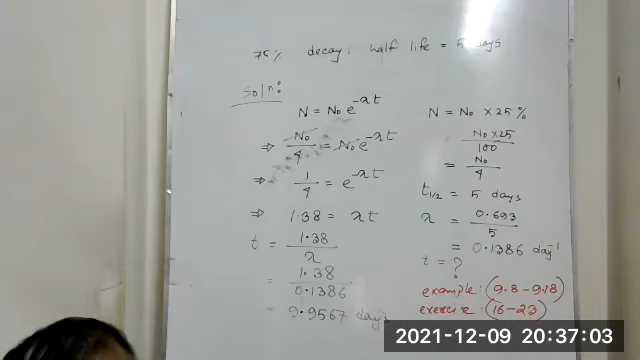 75% decay; half life = 5 days
Soln:
N = N₀ e^-λt
⇒ N₀/4 = N₀ e^-λt
⇒ 1/4 = e^-λt
⇒ 1.38 = λt
t = 1.38/λ
= 1.38/0.1386
= 9.9567 days
N = N₀ × 25%
= N₀×25/100
= N₀/4
t1/2 = 5 days
λ = 0.693/5
= 0.1386 day⁻¹
t = ?
example: (9.8-9.18)
exercise: (16-23)
2021-12-09 20:37:03